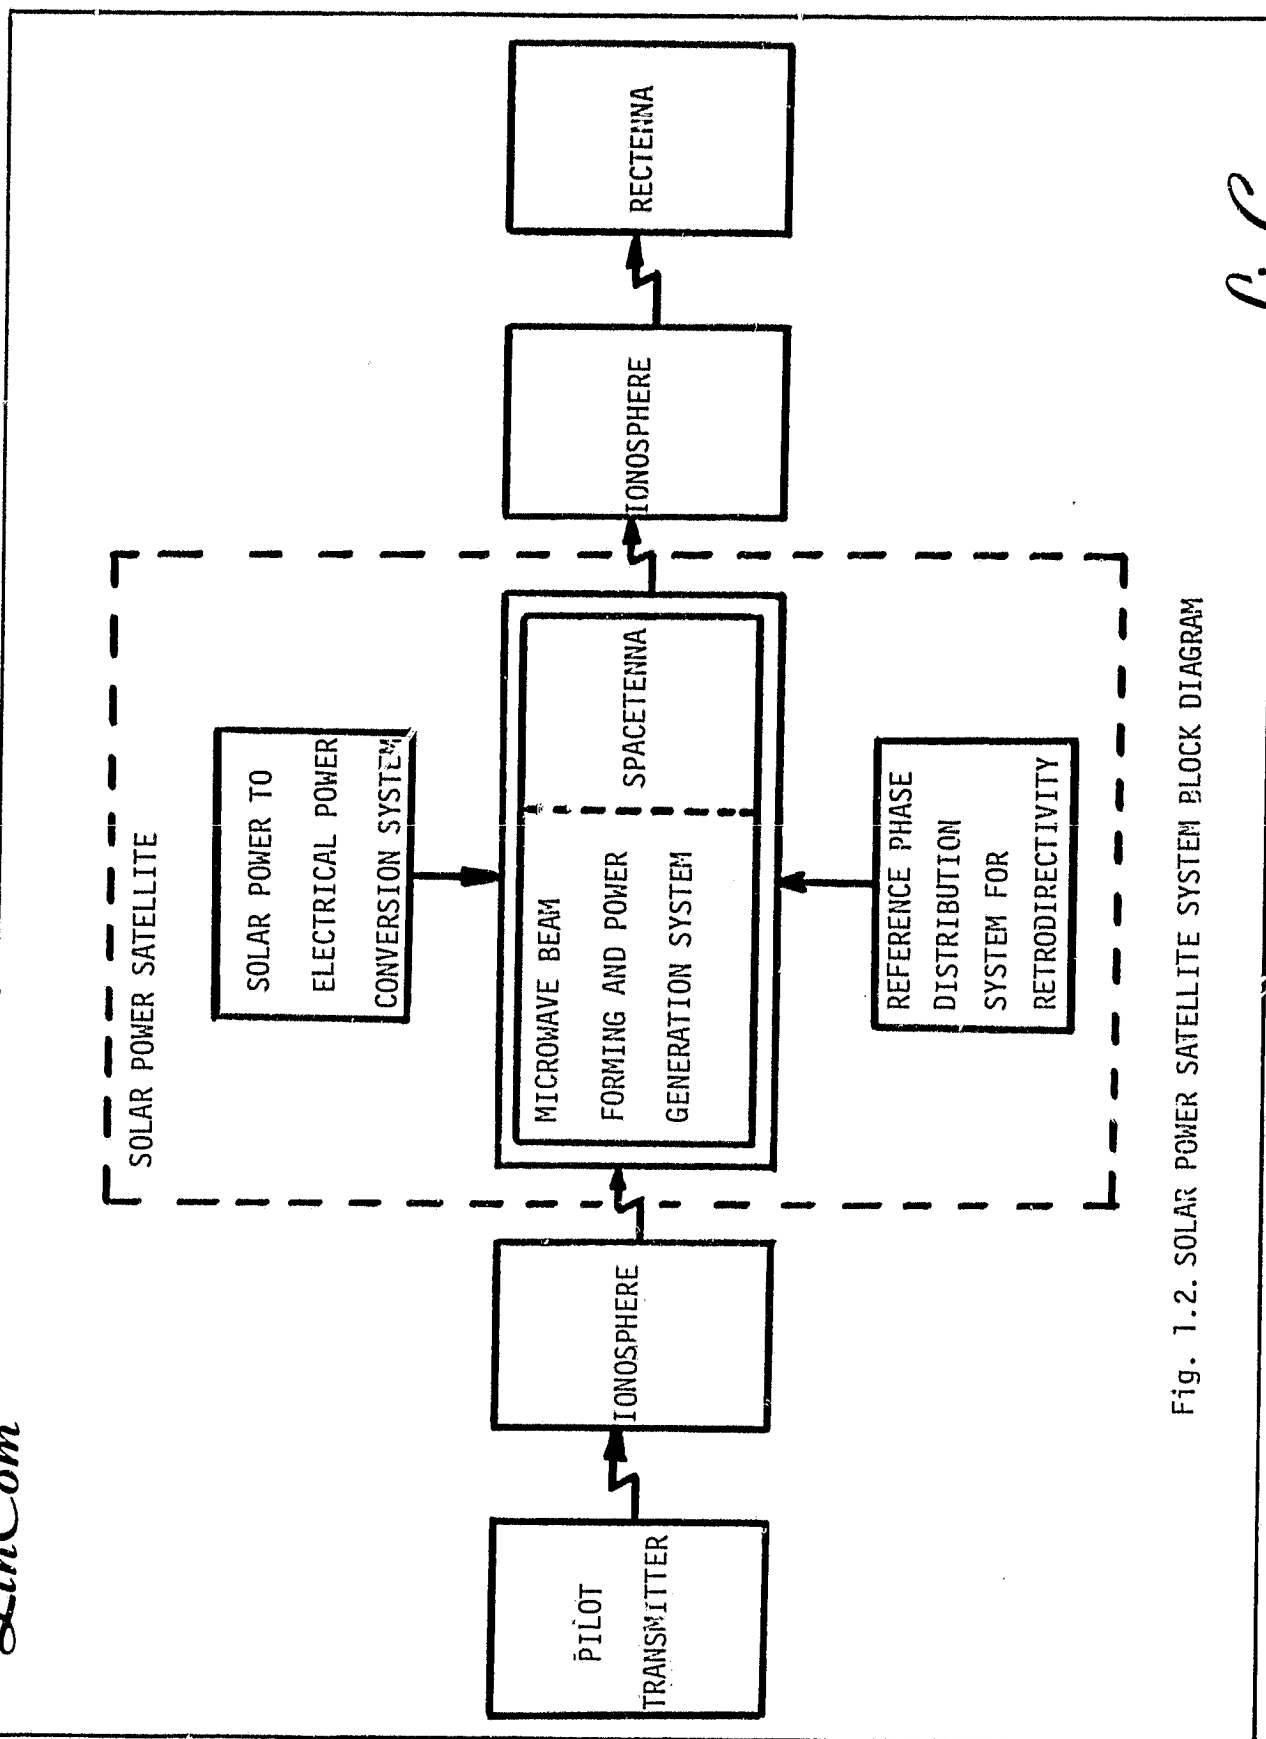 LinCom
SOLAR POWER SATELLITE
SOLAR POWER TO
ELECTRICAL POWER
CONVERSION SYSTEM
PILOT
TRANSMITTER
IONOSPHERE
MICROWAVE BEAM
FORMING AND POWER
GENERATION SYSTEM
SPACETENNA
IONOSPHERE
RECTENNA
REFERENCE PHASE
DISTRIBUTION
SYSTEM FOR
RETRODIRECTIVITY
Fig. 1.2. SOLAR POWER SATELLITE SYSTEM BLOCK DIAGRAM